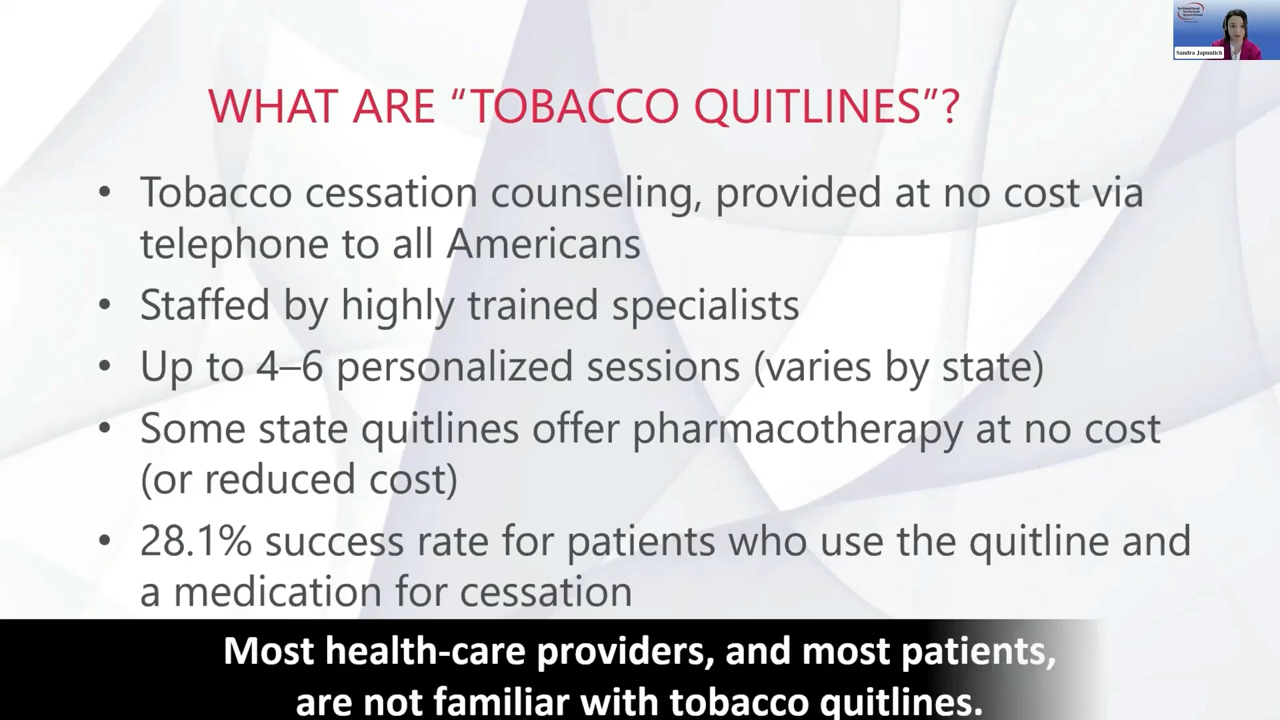 WHAT ARE “TOBACCO QUITLINES”?
• Tobacco cessation counseling, provided at no cost via
telephone to all Americans
• Staffed by highly trained specialists
• Up to 4–6 personalized sessions (varies by state)
• Some state quitlines offer pharmacotherapy at no cost
(or reduced cost)
• 28.1% success rate for patients who use the quitline and
a medication for cessation
Most health-care providers, and most patients,
are not familiar with tobacco quitlines.
Sandra Japuntich